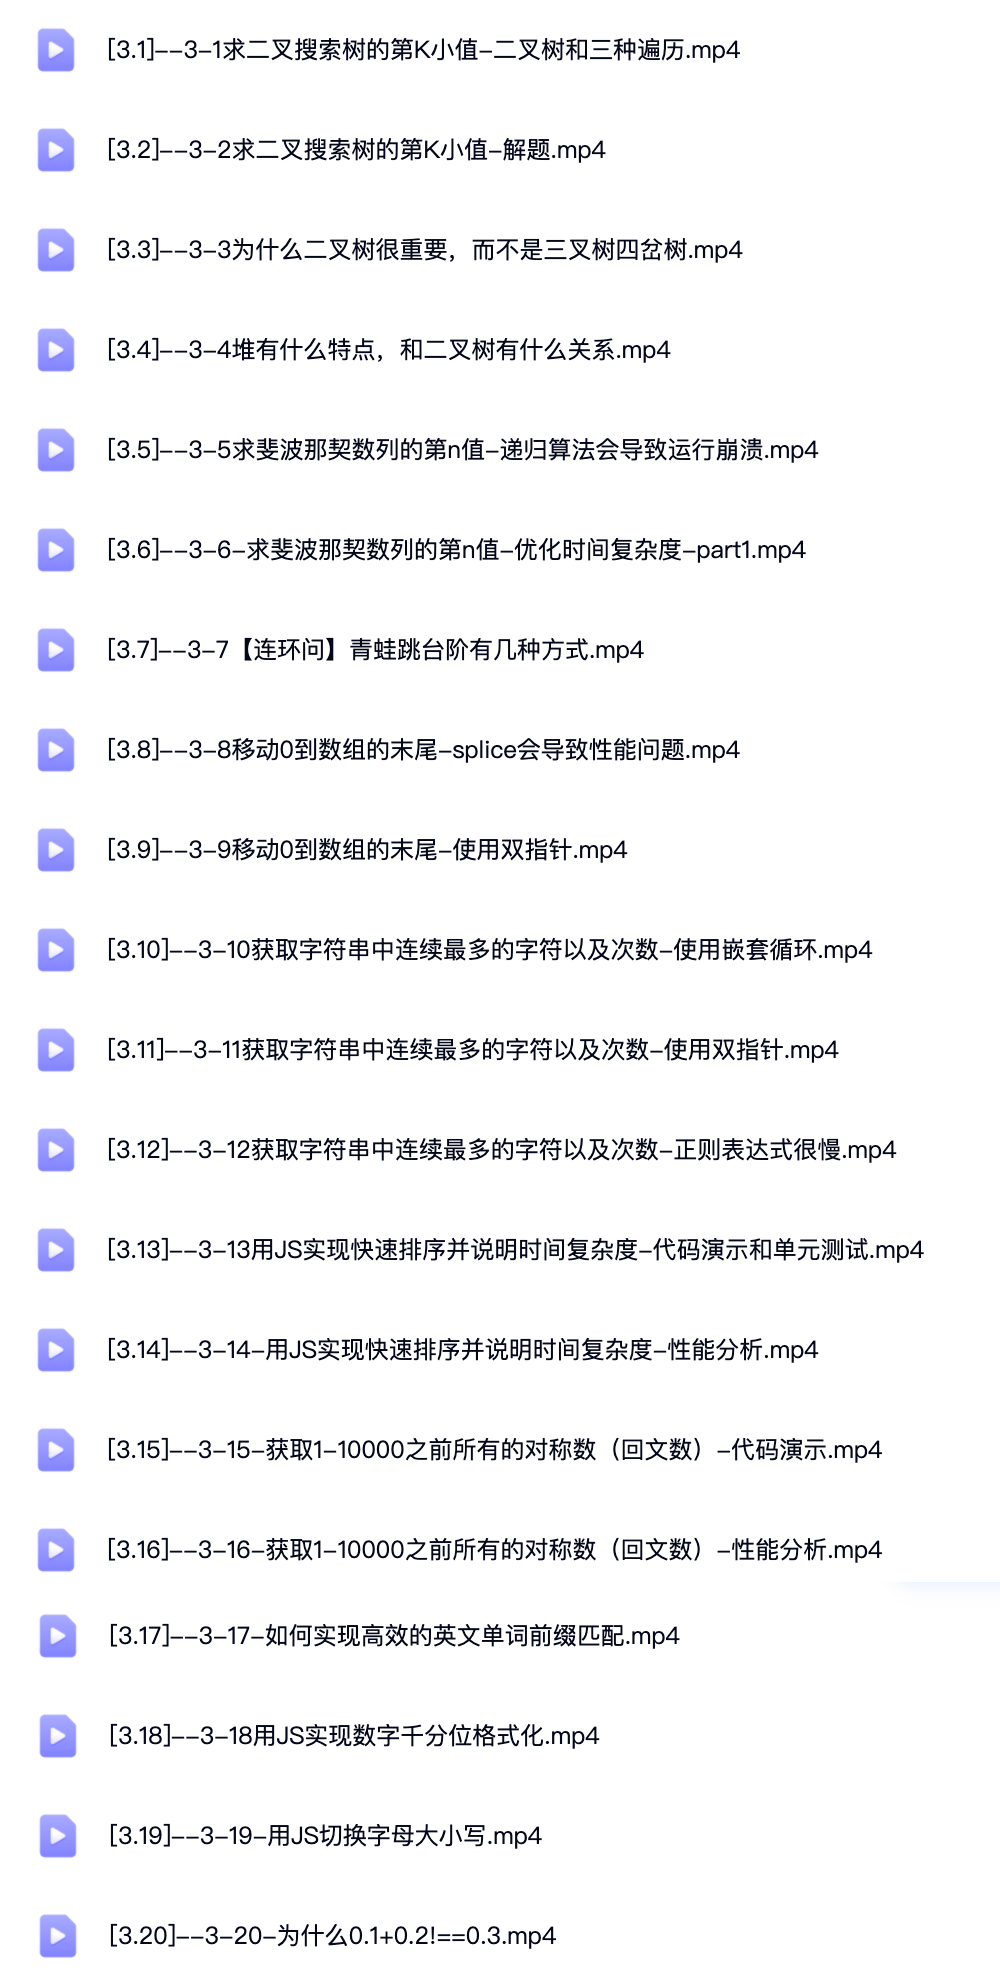 [3.1]--3-1求二叉搜索树的第K小值-二叉树和三种遍历.mp4
[3.2]--3-2求二叉搜索树的第K小值-解题.mp4
[3.3]--3-3为什么二叉树很重要，而不是三叉树四岔树.mp4
[3.4]--3-4堆有什么特点，和二叉树有什么关系.mp4
[3.5]--3-5求斐波那契数列的第n值-递归算法会导致运行崩溃.mp4
[3.6]--3-6-求斐波那契数列的第n值-优化时间复杂度-part1.mp4
[3.7]--3-7【连环问】青蛙跳台阶有几种方式.mp4
[3.8]--3-8移动0到数组的末尾-splice会导致性能问题.mp4
[3.9]--3-9移动0到数组的末尾-使用双指针.mp4
[3.10]--3-10获取字符串中连续最多的字符以及次数-使用嵌套循环.mp4
[3.11]--3-11获取字符串中连续最多的字符以及次数-使用双指针.mp4
[3.12]--3-12获取字符串中连续最多的字符以及次数-正则表达式很慢.mp4
[3.13]--3-13用JS实现快速排序并说明时间复杂度-代码演示和单元测试.mp4
[3.14]--3-14-用JS实现快速排序并说明时间复杂度-性能分析.mp4
[3.15]--3-15-获取1-10000之前所有的对称数（回文数）-代码演示.mp4
[3.16]--3-16-获取1-10000之前所有的对称数（回文数）-性能分析.mp4
[3.17]--3-17-如何实现高效的英文单词前缀匹配.mp4
[3.18]--3-18用JS实现数字千分位格式化.mp4
[3.19]--3-19-用JS切换字母大小写.mp4
[3.20]--3-20-为什么0.1+0.2!==0.3.mp4